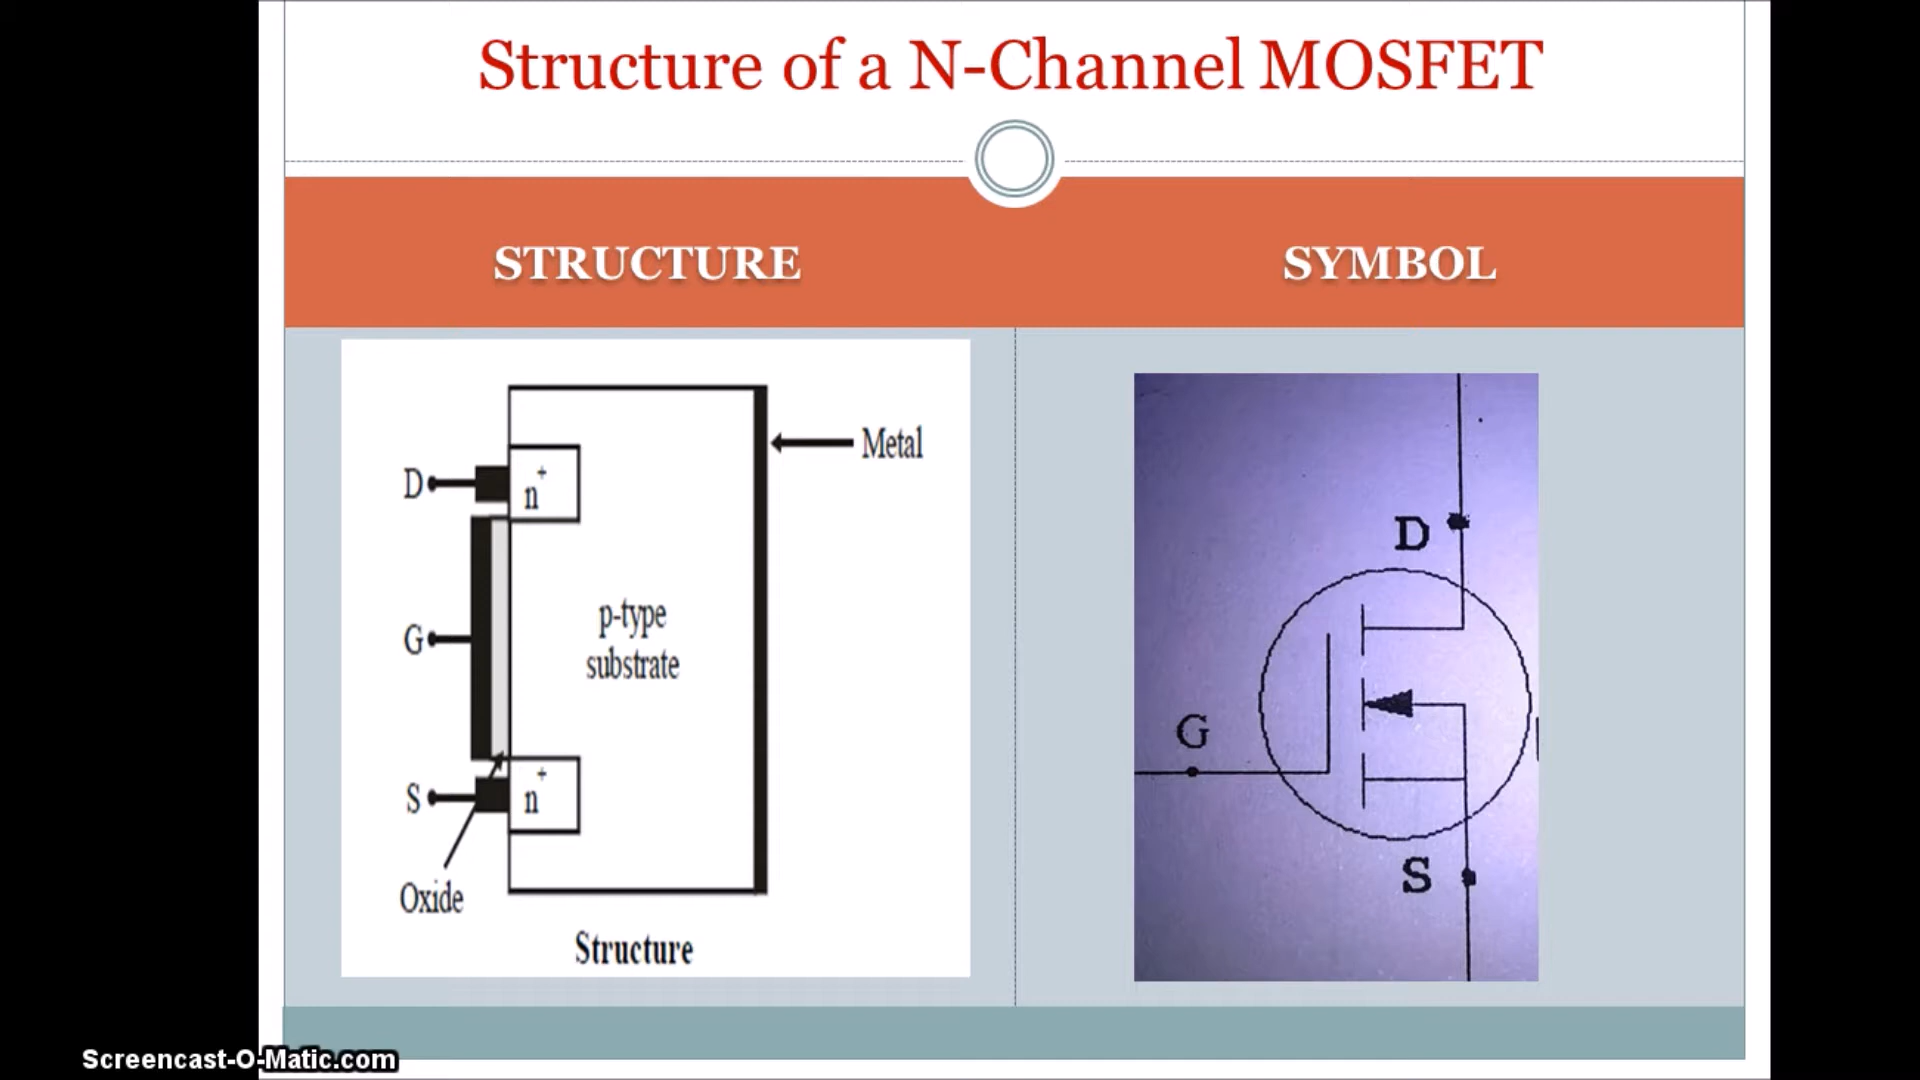 Structure of a N-Channel MOSFET
STRUCTURE
SYMBOL
Metal
D
n+
G
p-type
substrate
S
n+
Oxide
Structure
D
G
S
Screencast-O-Matic.com